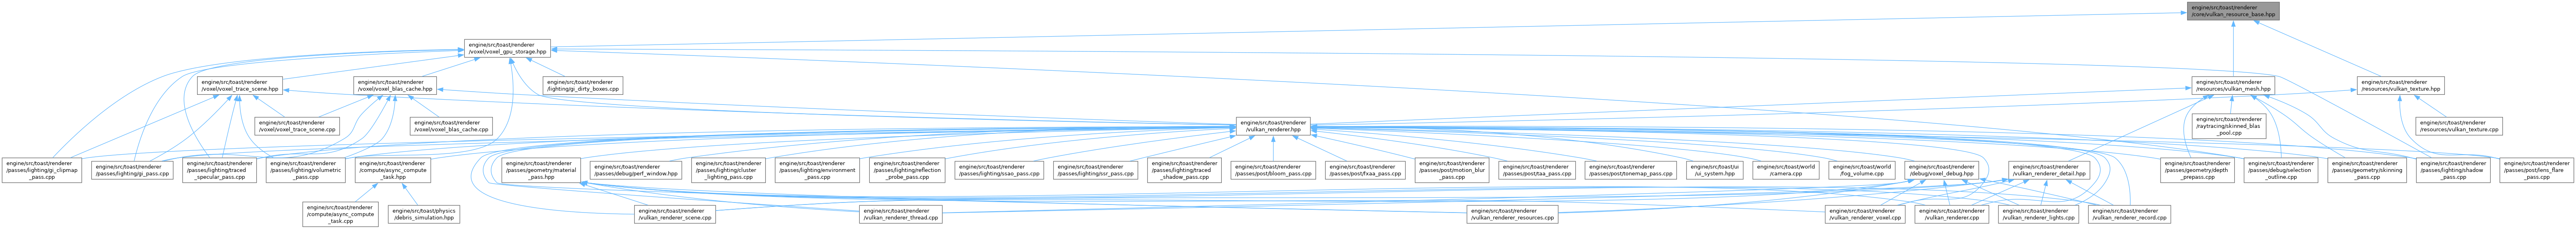 engine/src/toast/renderer
/core/vulkan_resource_base.hpp
engine/src/toast/renderer
/voxel/voxel_gpu_storage.hpp
engine/src/toast/renderer
/voxel/voxel_trace_scene.hpp
engine/src/toast/renderer
/voxel/voxel_blas_cache.hpp
engine/src/toast/renderer
/lighting/gi_dirty_boxes.cpp
engine/src/toast/renderer
/resources/vulkan_mesh.hpp
engine/src/toast/renderer
/resources/vulkan_texture.hpp
engine/src/toast/renderer
/voxel/voxel_trace_scene.cpp
engine/src/toast/renderer
/voxel/voxel_blas_cache.cpp
engine/src/toast/renderer
/vulkan_renderer.hpp
engine/src/toast/renderer
/raytracing/skinned_blas
_pool.cpp
engine/src/toast/renderer
/resources/vulkan_texture.cpp
engine/src/toast/renderer
/passes/lighting/gi_clipmap
_pass.cpp
engine/src/toast/renderer
/passes/lighting/gi_pass.cpp
engine/src/toast/renderer
/passes/lighting/traced
_specular_pass.cpp
engine/src/toast/renderer
/passes/lighting/volumetric
_pass.cpp
engine/src/toast/renderer
/compute/async_compute
_task.hpp
engine/src/toast/renderer
/passes/geometry/material
_pass.hpp
engine/src/toast/renderer
/passes/debug/perf_window.hpp
engine/src/toast/renderer
/passes/lighting/cluster
_lighting_pass.cpp
engine/src/toast/renderer
/passes/lighting/environment
_pass.cpp
engine/src/toast/renderer
/passes/lighting/reflection
_probe_pass.cpp
engine/src/toast/renderer
/passes/lighting/ssao_pass.cpp
engine/src/toast/renderer
/passes/lighting/ssr_pass.cpp
engine/src/toast/renderer
/passes/lighting/traced
_shadow_pass.cpp
engine/src/toast/renderer
/passes/post/bloom_pass.cpp
engine/src/toast/renderer
/passes/post/fxaa_pass.cpp
engine/src/toast/renderer
/passes/post/motion_blur
_pass.cpp
engine/src/toast/renderer
/passes/post/taa_pass.cpp
engine/src/toast/renderer
/passes/post/tonemap_pass.cpp
engine/src/toast/ui
/ui_system.hpp
engine/src/toast/world
/camera.cpp
engine/src/toast/world
/fog_volume.cpp
engine/src/toast/renderer
/debug/voxel_debug.hpp
engine/src/toast/renderer
/vulkan_renderer_detail.hpp
engine/src/toast/renderer
/passes/geometry/depth
_prepass.cpp
engine/src/toast/renderer
/passes/debug/selection
_outline.cpp
engine/src/toast/renderer
/passes/geometry/skinning
_pass.cpp
engine/src/toast/renderer
/passes/lighting/shadow
_pass.cpp
engine/src/toast/renderer
/passes/post/lens_flare
_pass.cpp
engine/src/toast/renderer
/compute/async_compute
_task.cpp
engine/src/toast/physics
/debris_simulation.hpp
engine/src/toast/renderer
/vulkan_renderer_scene.cpp
engine/src/toast/renderer
/vulkan_renderer_thread.cpp
engine/src/toast/renderer
/vulkan_renderer_resources.cpp
engine/src/toast/renderer
/vulkan_renderer_voxel.cpp
engine/src/toast/renderer
/vulkan_renderer.cpp
engine/src/toast/renderer
/vulkan_renderer_lights.cpp
engine/src/toast/renderer
/vulkan_renderer_record.cpp